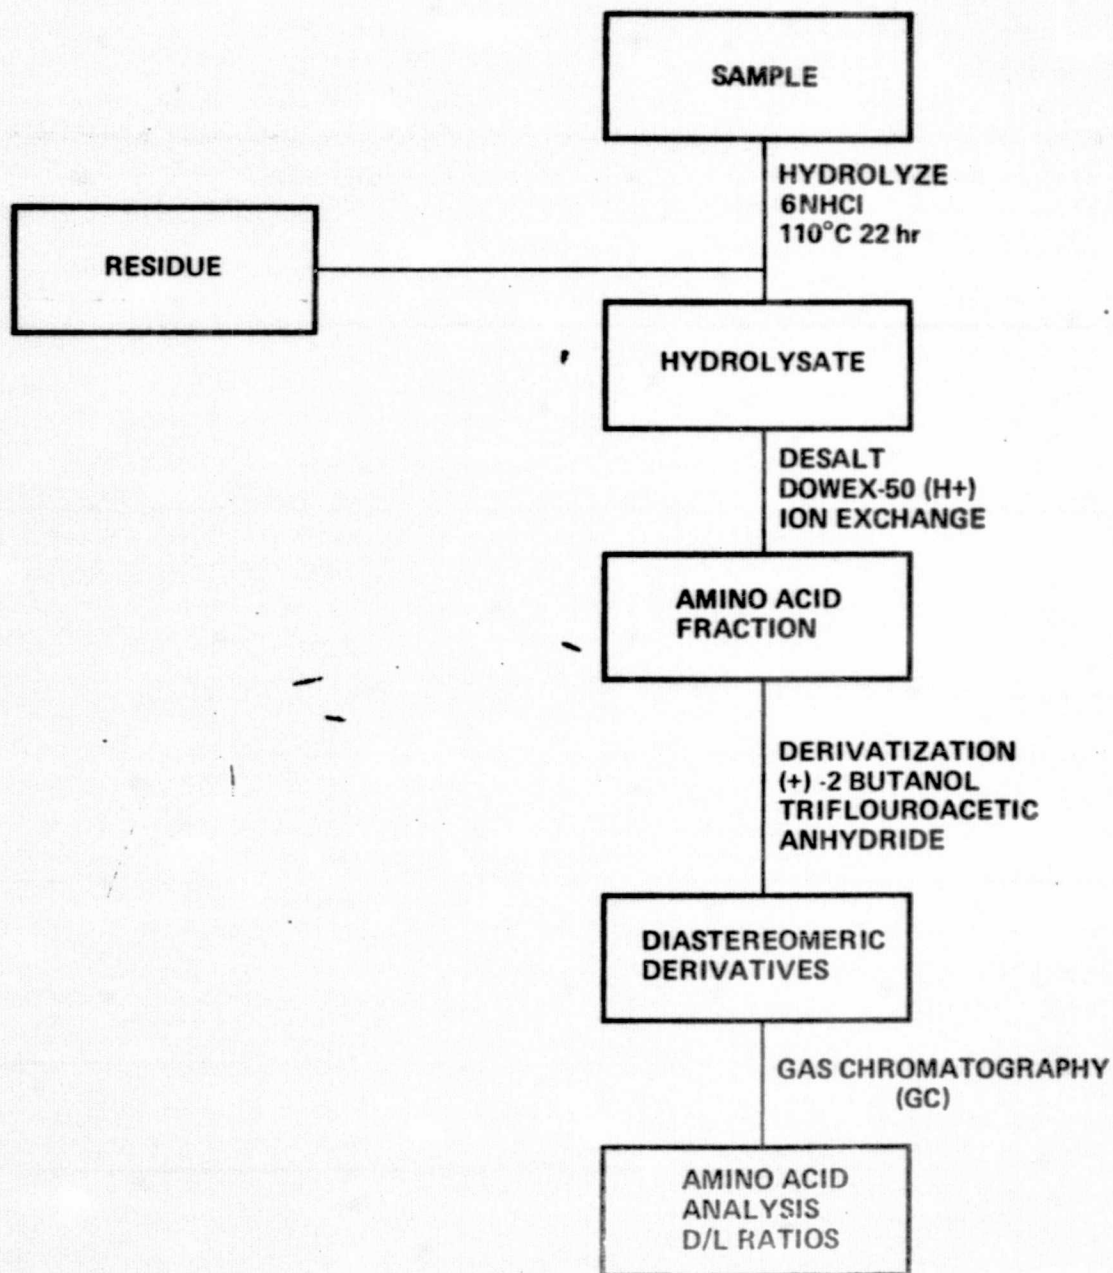 SAMPLE
HYDROLYZE
6NHCl
110°C 22 hr
RESIDUE
HYDROLYSATE
DESALT
DOWEX-50 (H+)
ION EXCHANGE
AMINO ACID
FRACTION
DERIVATIZATION
(+) -2 BUTANOL
TRIFLOUROACETIC
ANHYDRIDE
DIASTEREOMERIC
DERIVATIVES
GAS CHROMATOGRAPHY
(GC)
AMINO ACID
ANALYSIS
D/L RATIOS